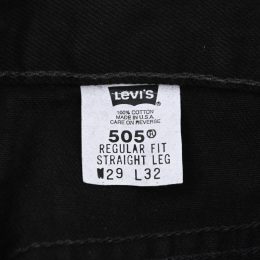 LEVI'S
100% COTTON
MADE IN U.S.A.
CARE ON REVERSE
505®
REGULAR FIT
STRAIGHT LEG
W29 L32